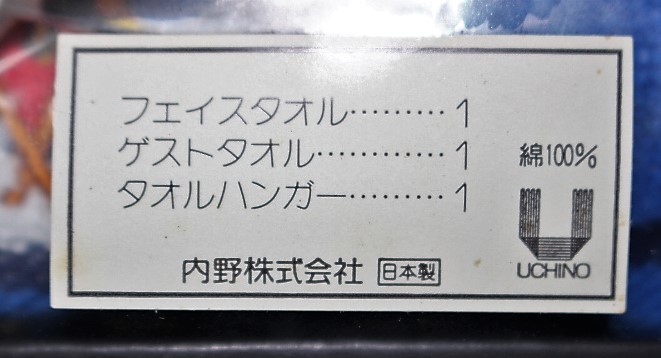 フェイスタオル………1
ゲストタオル…………1
タオルハンガー………1
綿100%
UCHINO
内野株式会社 日本製